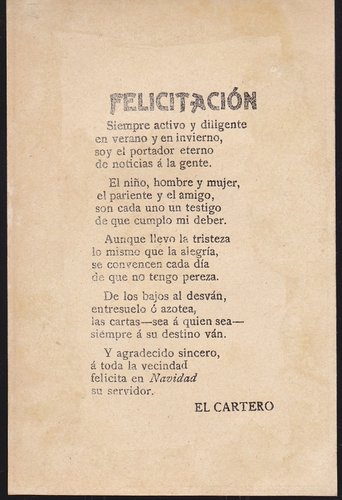 FELICITACIÓN
Siempre activo y diligente
en verano y en invierno,
soy el portador eterno
de noticias á la gente.
El niño, hombre y mujer,
el pariente y el amigo,
son cada uno un testigo
de que cumplo mi deber.
Aunque llevo la tristeza
lo mismo que la alegría,
se convencen cada día
de que no tengo pereza.
De los bajos al desván,
entresuelo ó azotea,
las cartas—sea á quien sea—
siempre á su destino ván.
Y agradecido sincero,
á toda la vecindad
felicita en Navidad
su servidor.
EL CARTERO